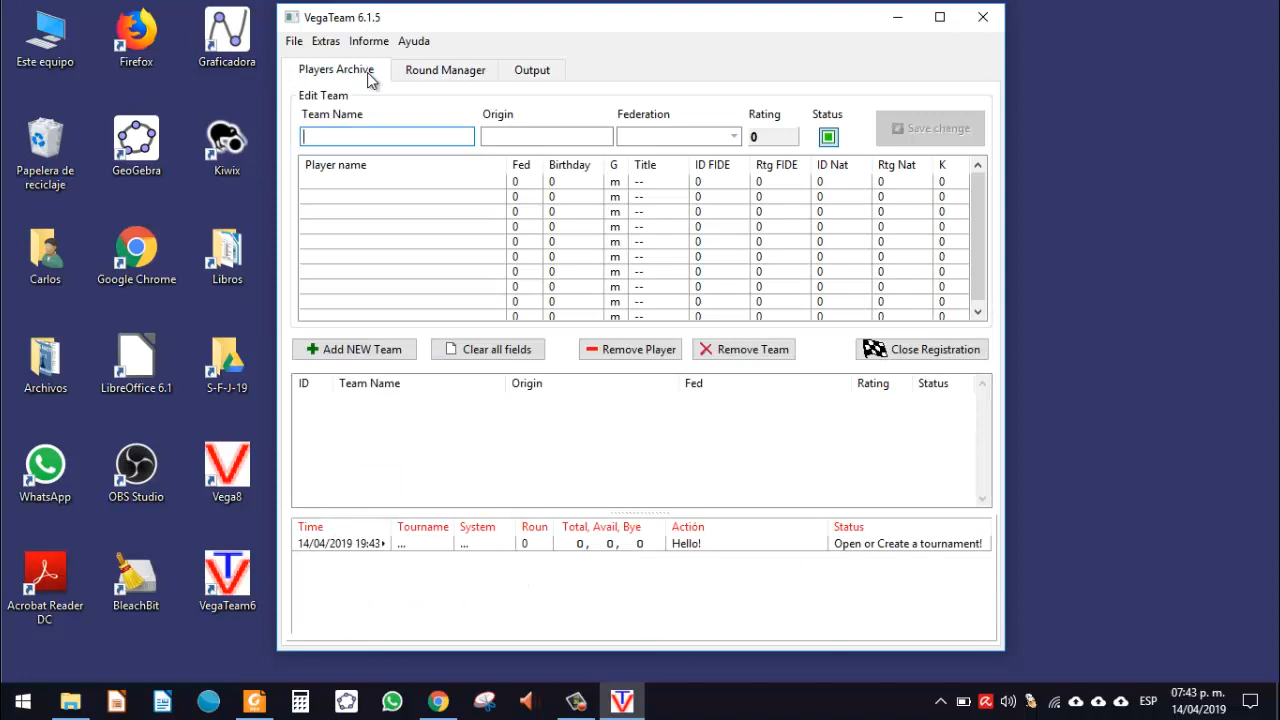 VegaTeam 6.1.5
File Extras Informe Ayuda
Players Archive Round Manager Output
Edit Team
Team Name Origin Federation Rating Status
0 Save change
Player name Fed Birthday G Title ID FIDE Rtg FIDE ID Nat Rtg Nat K
0 0 m -- 0 0 0 0 0
0 0 m -- 0 0 0 0 0
0 0 m -- 0 0 0 0 0
0 0 m -- 0 0 0 0 0
0 0 m -- 0 0 0 0 0
0 0 m -- 0 0 0 0 0
0 0 m -- 0 0 0 0 0
0 0 m -- 0 0 0 0 0
0 0 m -- 0 0 0 0 0
0 0 m -- 0 0 0 0 0
Add NEW Team Clear all fields Remove Player Remove Team Close Registration
ID Team Name Origin Fed Rating Status
Time Tourname System Roun Total, Avail, Bye Actión Status
14/04/2019 19:43 ... ... 0 0, 0, 0 Hello! Open or Create a tournament!
Este equipo
Firefox
Graficadora
Papelera de
reciclaje
GeoGebra
Kiwix
Carlos
Google Chrome
Libros
Archivos
LibreOffice 6.1
S-F-J-19
WhatsApp
OBS Studio
Vega8
Acrobat Reader
DC
BleachBit
VegaTeam6
ESP
07:43 p. m.
14/04/2019